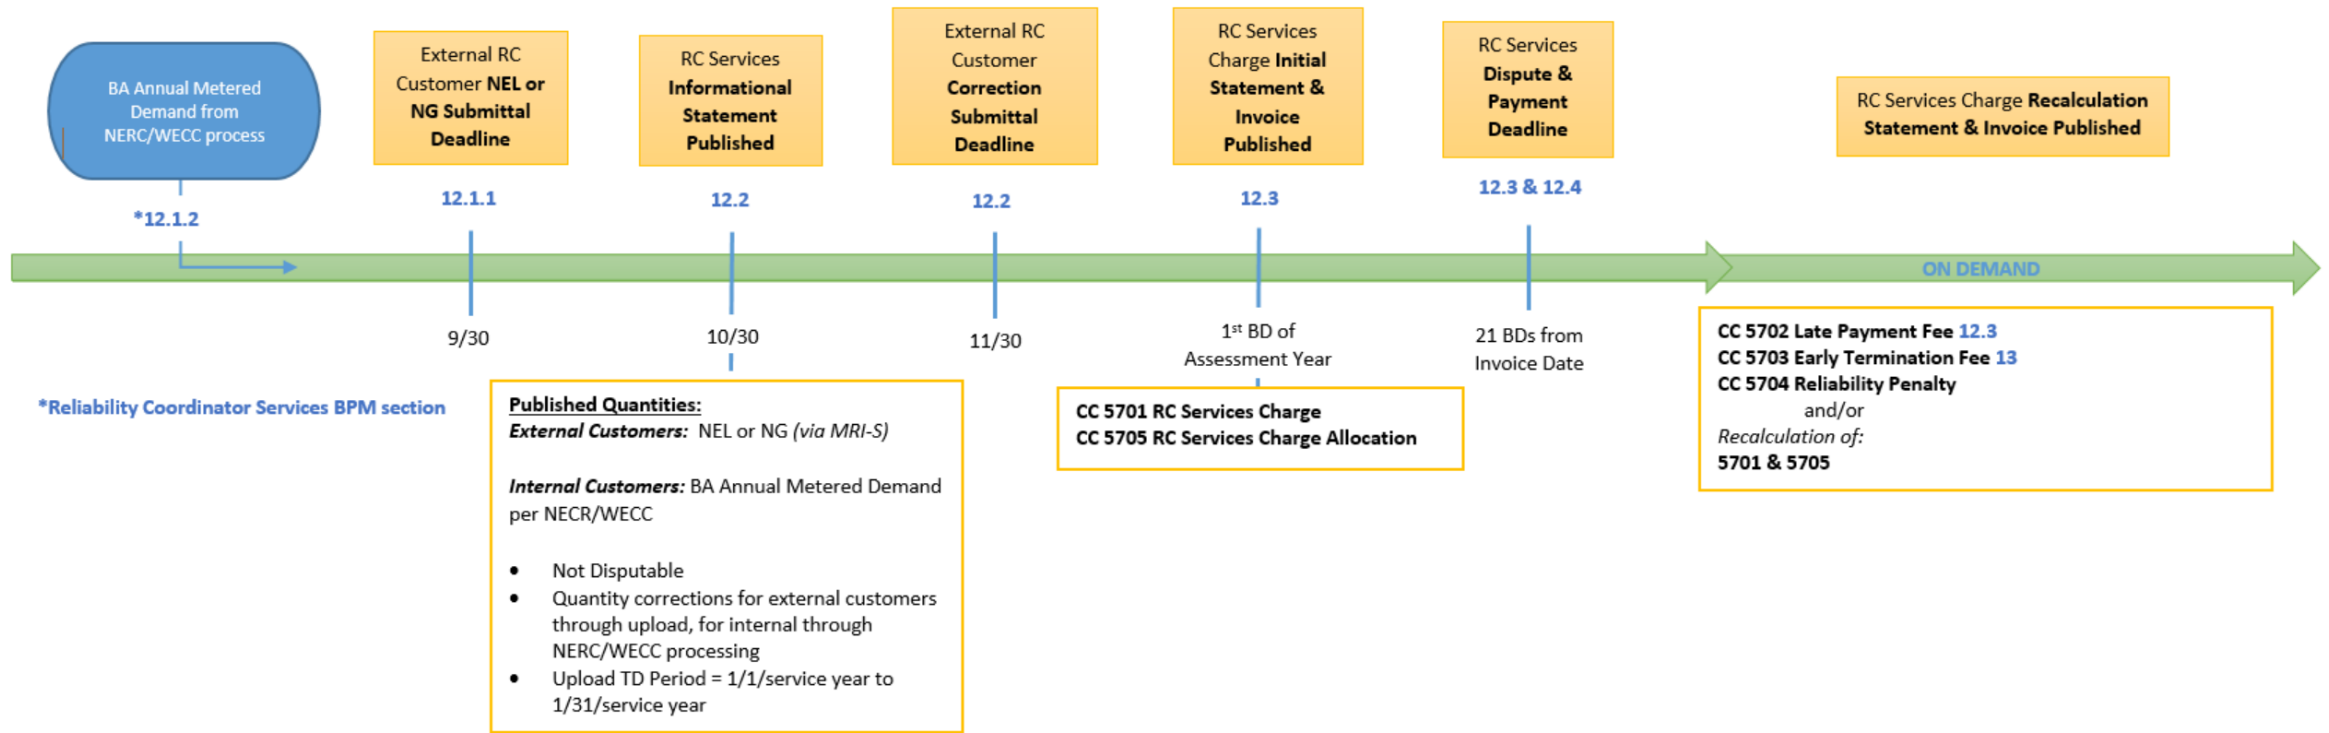 BA Annual Metered
Demand from
NERC/WECC process
*12.1.2
External RC
Customer NEL or
NG Submittal
Deadline
12.1.1
RC Services
Informational
Statement
Published
12.2
External RC
Customer
Correction
Submittal
Deadline
12.2
RC Services
Charge Initial
Statement &
Invoice
Published
12.3
RC Services
Dispute &
Payment
Deadline
12.3 & 12.4
RC Services Charge Recalculation
Statement & Invoice Published
ON DEMAND
9/30
10/30
11/30
1st BD of
Assessment Year
21 BDs from
Invoice Date
*Reliability Coordinator Services BPM section
Published Quantities:
External Customers: NEL or NG (via MRI-S)
Internal Customers: BA Annual Metered Demand
per NECR/WECC
• Not Disputable
• Quantity corrections for external customers
through upload, for internal through
NERC/WECC processing
• Upload TD Period = 1/1/service year to
1/31/service year
CC 5701 RC Services Charge
CC 5705 RC Services Charge Allocation
CC 5702 Late Payment Fee 12.3
CC 5703 Early Termination Fee 13
CC 5704 Reliability Penalty
and/or
Recalculation of:
5701 & 5705